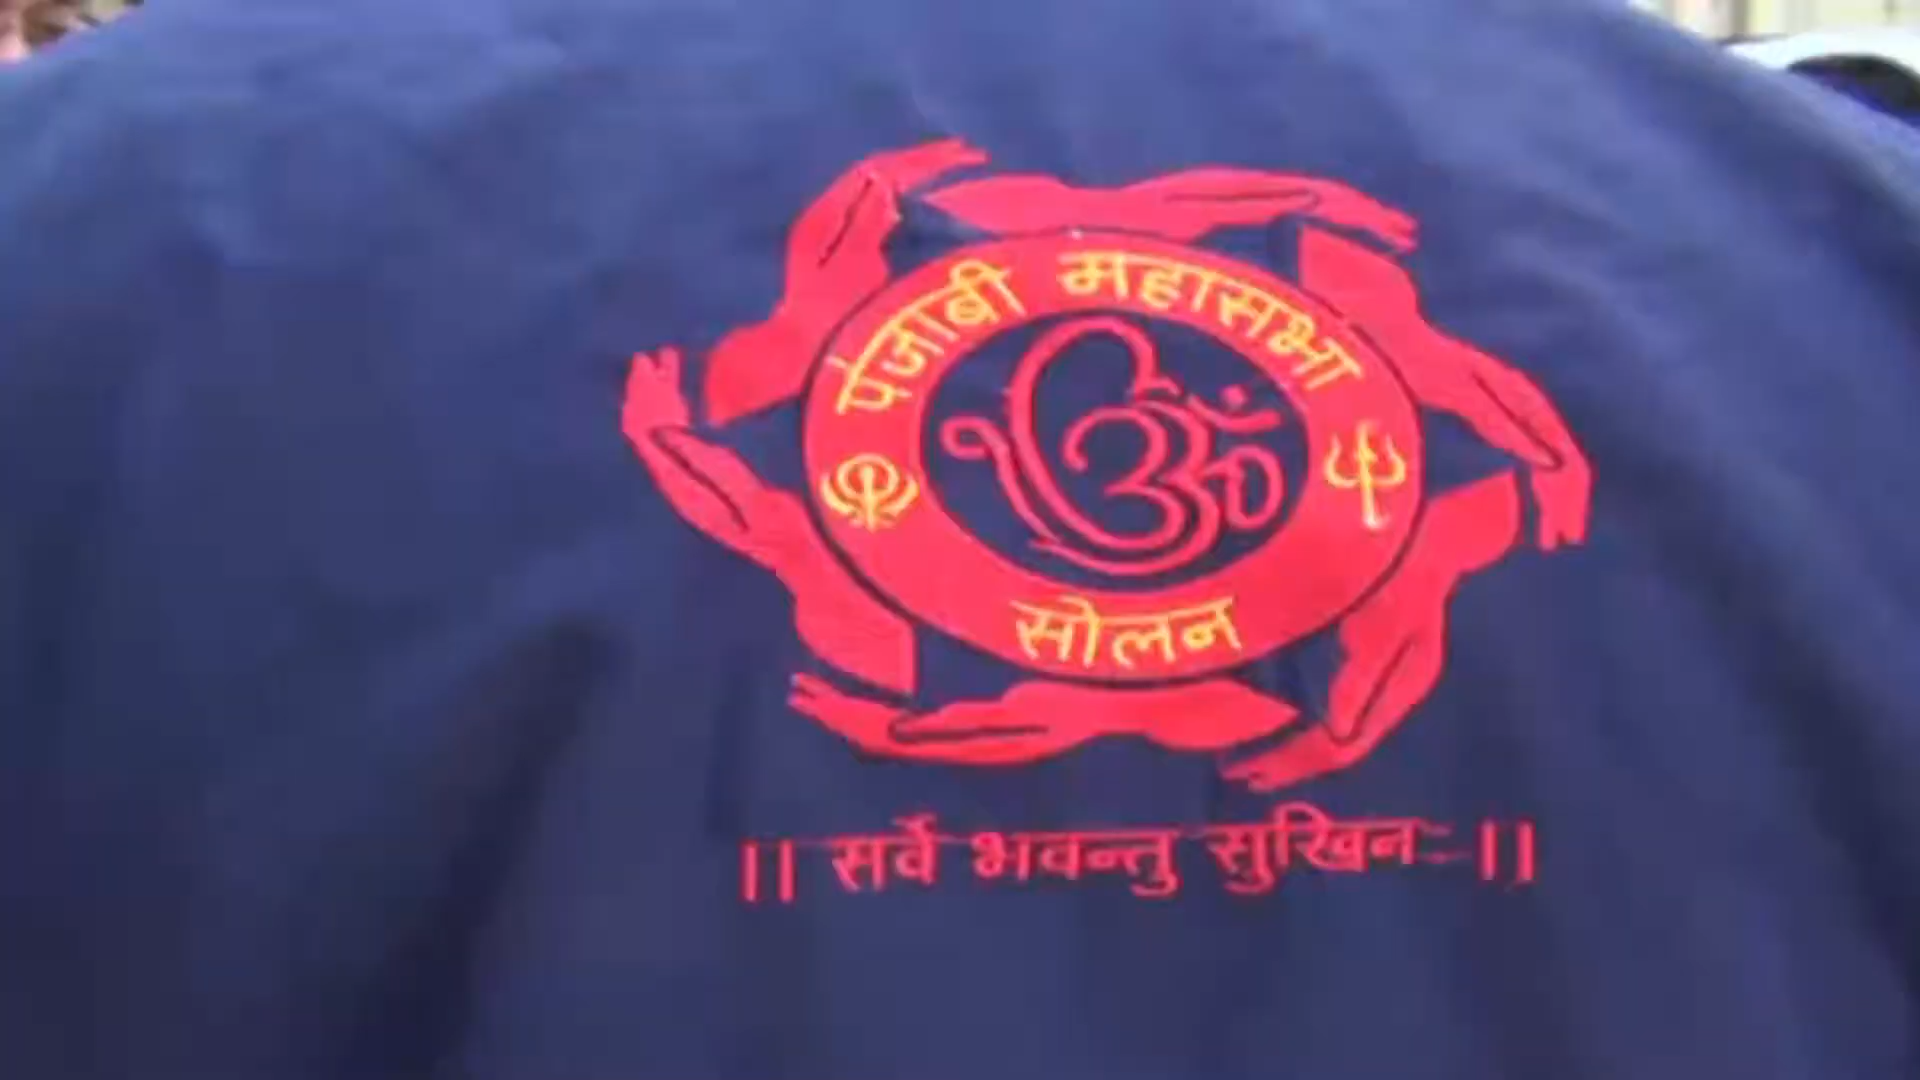 पंजाबी महासभा
ॐ
सोलन
|| सर्वे भवन्तु सुखिनः ||